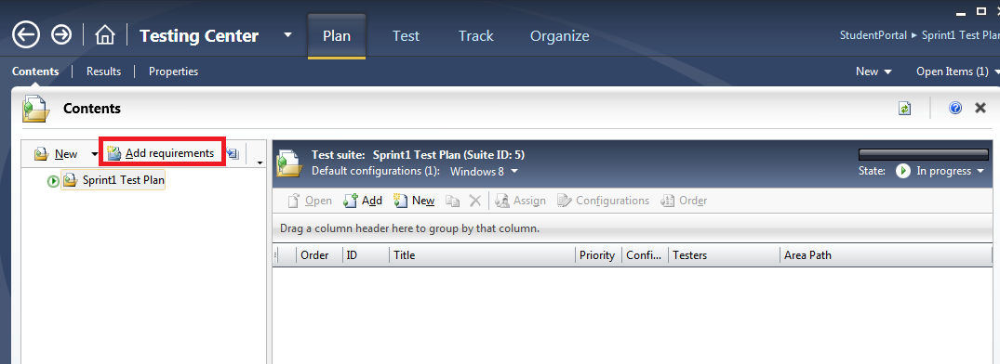 Testing Center Plan Test Track Organize StudentPortal ▸ Sprint1 Test Plan
Contents Results Properties New Open Items (1)
Contents
New Add requirements
Sprint1 Test Plan
Test suite: Sprint1 Test Plan (Suite ID: 5)
Default configurations (1): Windows 8 State: In progress
Open Add New Assign Configurations Order
Drag a column header here to group by that column.
Order ID Title Priority Confi... Testers Area Path